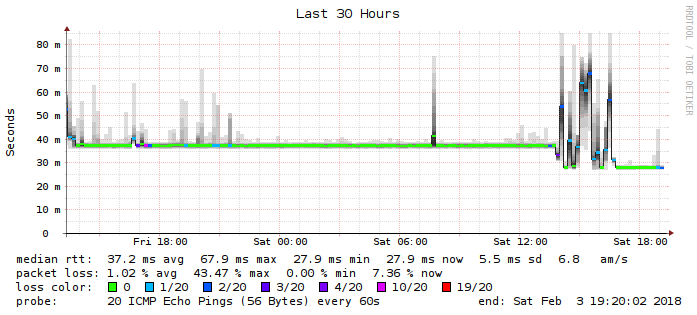 Last 30 Hours
RRDTOOL / TOBI OETIKER
Seconds
80 m
70 m
60 m
50 m
40 m
30 m
20 m
10 m
0
Fri 18:00 Sat 00:00 Sat 06:00 Sat 12:00 Sat 18:00
median rtt: 37.2 ms avg 67.9 ms max 27.9 ms min 27.9 ms now 5.5 ms sd 6.8 am/s
packet loss: 1.02 % avg 43.47 % max 0.00 % min 7.36 % now
loss color: 0 1/20 2/20 3/20 4/20 10/20 19/20
probe: 20 ICMP Echo Pings (56 Bytes) every 60s end: Sat Feb 3 19:20:02 2018